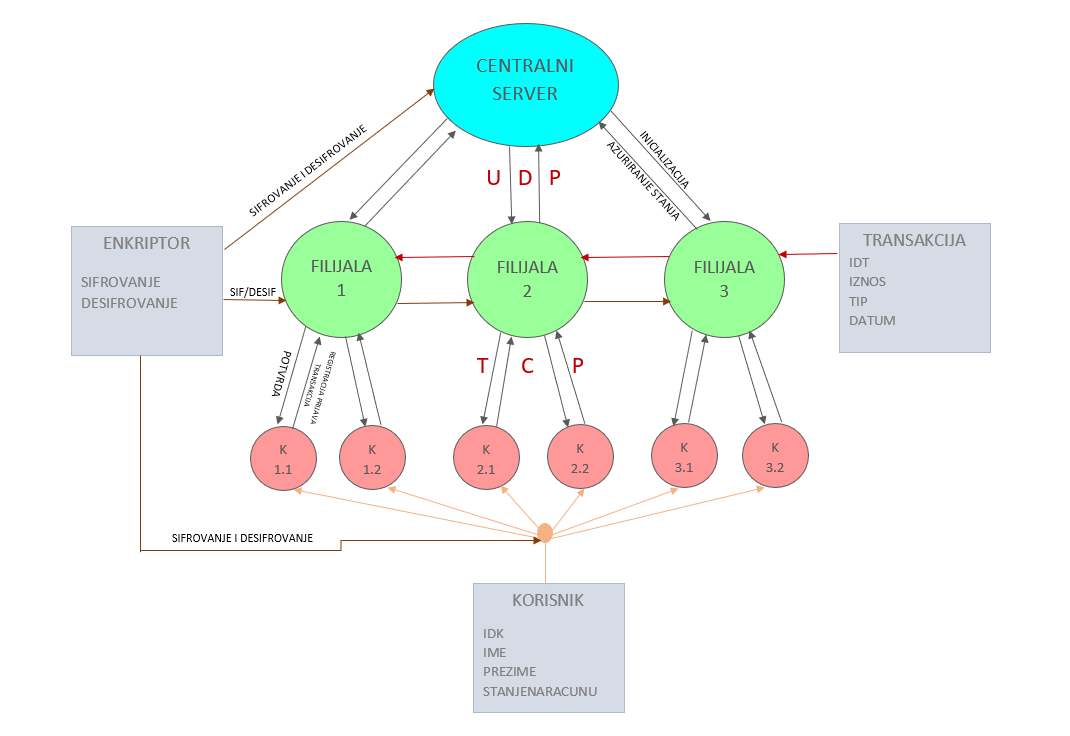 CENTRALNI
SERVER
SIFROVANJE I DESIFROVANJE
U D P
INICIALIZACIJA
AZURIRANJE STANJA
ENKRIPTOR
SIFROVANJE
DESIFROVANJE
SIF/DESIF
FILIJALA
1
FILIJALA
2
FILIJALA
3
TRANSAKCIJA
IDT
IZNOS
TIP
DATUM
POTVRDA
REGISTRACIJA PRIJAVA
TRANSAKCIJA
T C P
K
1.1
K
1.2
K
2.1
K
2.2
K
3.1
K
3.2
SIFROVANJE I DESIFROVANJE
KORISNIK
IDK
IME
PREZIME
STANJENARACUNU